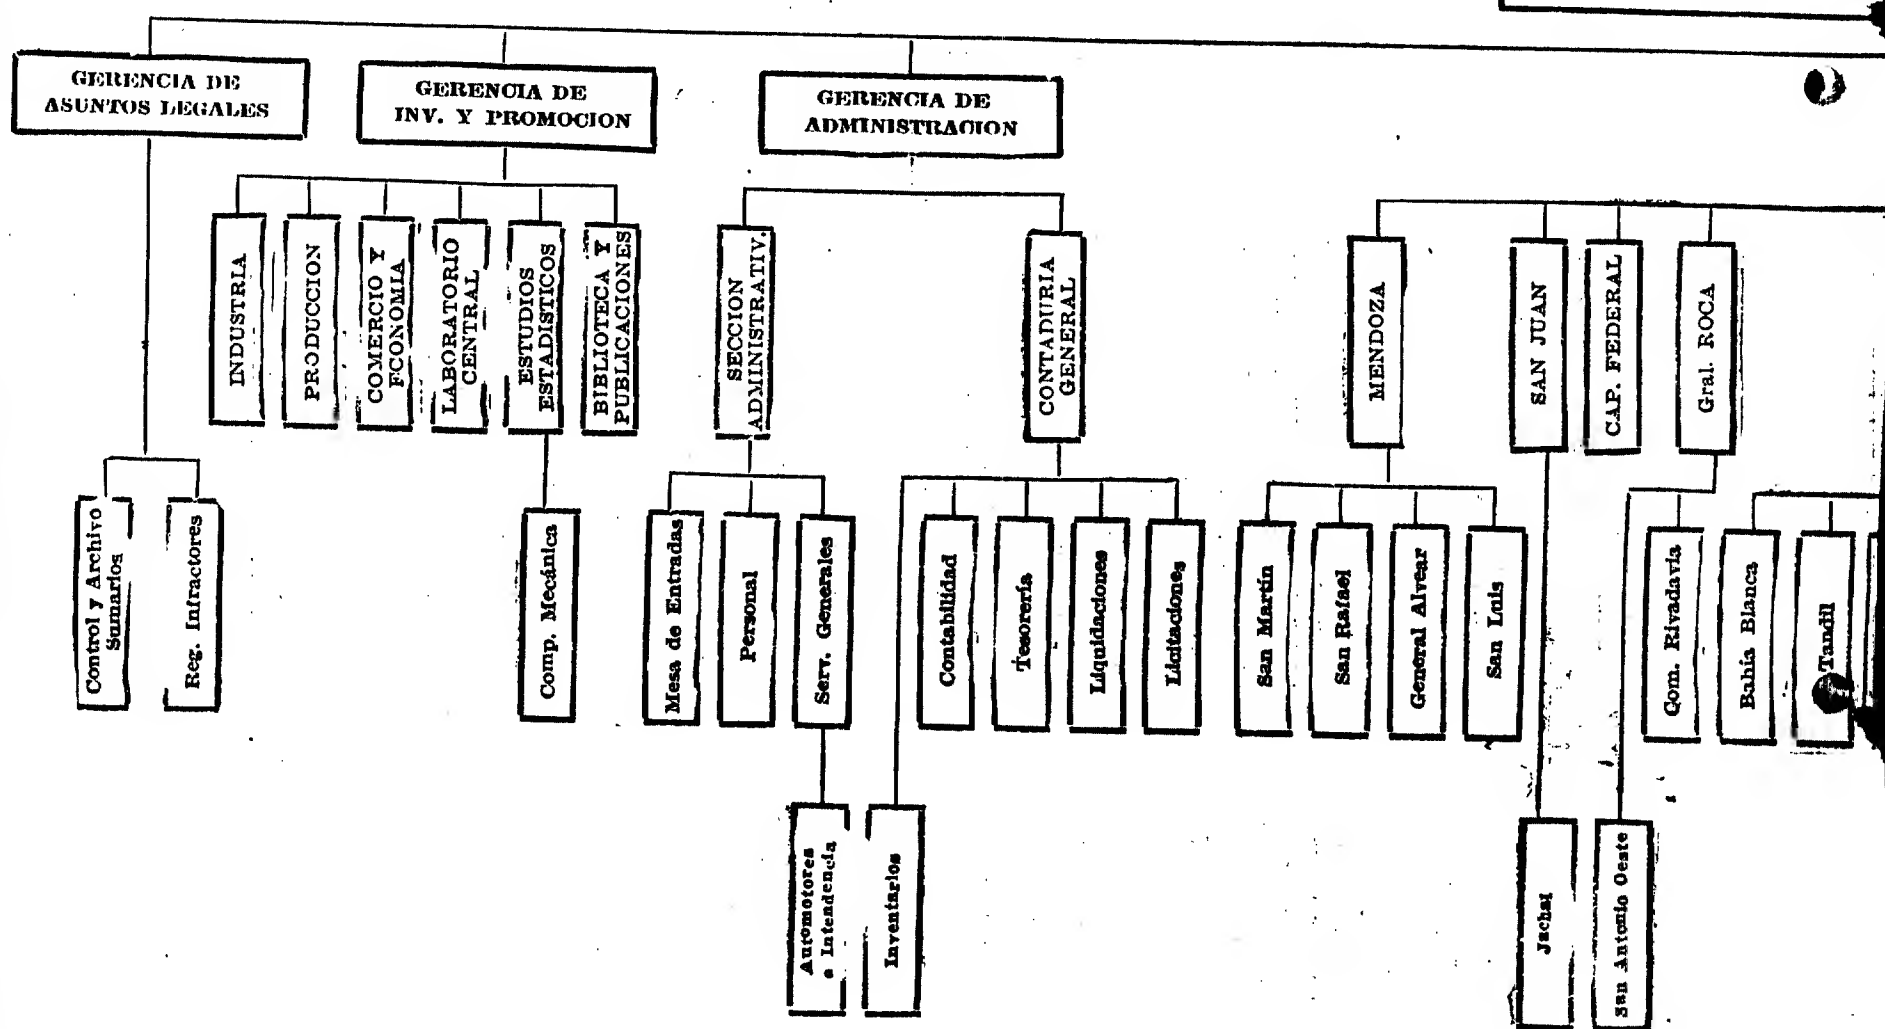 GERENCIA DE
ASUNTOS LEGALES
GERENCIA DE
INV. Y PROMOCION
GERENCIA DE
ADMINISTRACION
INDUSTRIA
PRODUCCION
COMERCIO Y
ECONOMIA
LABORATORIO
CENTRAL
ESTUDIOS
ESTADISTICOS
BIBLIOTECA Y
PUBLICACIONES
SECCION
ADMINISTRATIV.
CONTADURIA
GENERAL
MENDOZA
SAN JUAN
CAP. FEDERAL
Gral. ROCA
Control y Archivo
Sumarios
Reg. Infractores
Comp. Mecánica
Mesa de Entradas
Personal
Serv. Generales
Contabilidad
Tesorería
Liquidaciones
Licitaciones
San Martín
San Rafael
General Alvear
San Luis
Com. Rivadavia
Bahía Blanca
Tandil
Automotores
e Intendencia
Inventarios
Jachal
San Antonio Oeste